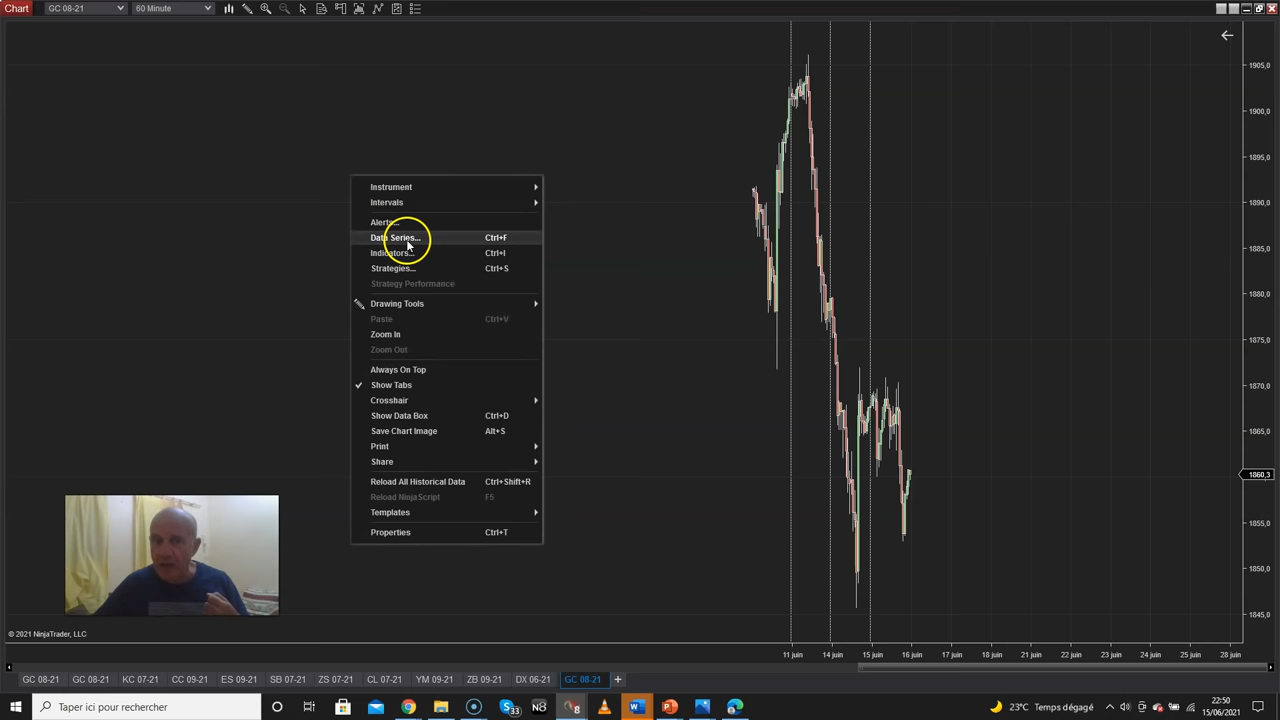 Chart GC 08-21 60 Minute
1905,0
1900,0
1895,0
1890,0
1885,0
1880,0
1875,0
1870,0
1865,0
1860,3
1855,0
1850,0
1845,0
Instrument
Intervals
Alerts...
Data Series... Ctrl+F
Indicators... Ctrl+I
Strategies... Ctrl+S
Strategy Performance
Drawing Tools
Paste Ctrl+V
Zoom In
Zoom Out
Always On Top
Show Tabs
Crosshair
Show Data Box Ctrl+D
Save Chart Image Alt+S
Print
Share
Reload All Historical Data Ctrl+Shift+R
Reload NinjaScript F5
Templates
Properties Ctrl+T
© 2021 NinjaTrader, LLC
11 juin 14 juin 15 juin 16 juin 17 juin 18 juin 21 juin 22 juin 23 juin 24 juin 25 juin 28 juin
GC 08-21 GC 08-21 KC 07-21 CC 09-21 ES 09-21 SB 07-21 ZS 07-21 CL 07-21 YM 09-21 ZB 09-21 DX 06-21 GC 08-21 +
Taper ici pour rechercher
N8
33
8
23°C Temps dégagé
22:50
15/06/2021